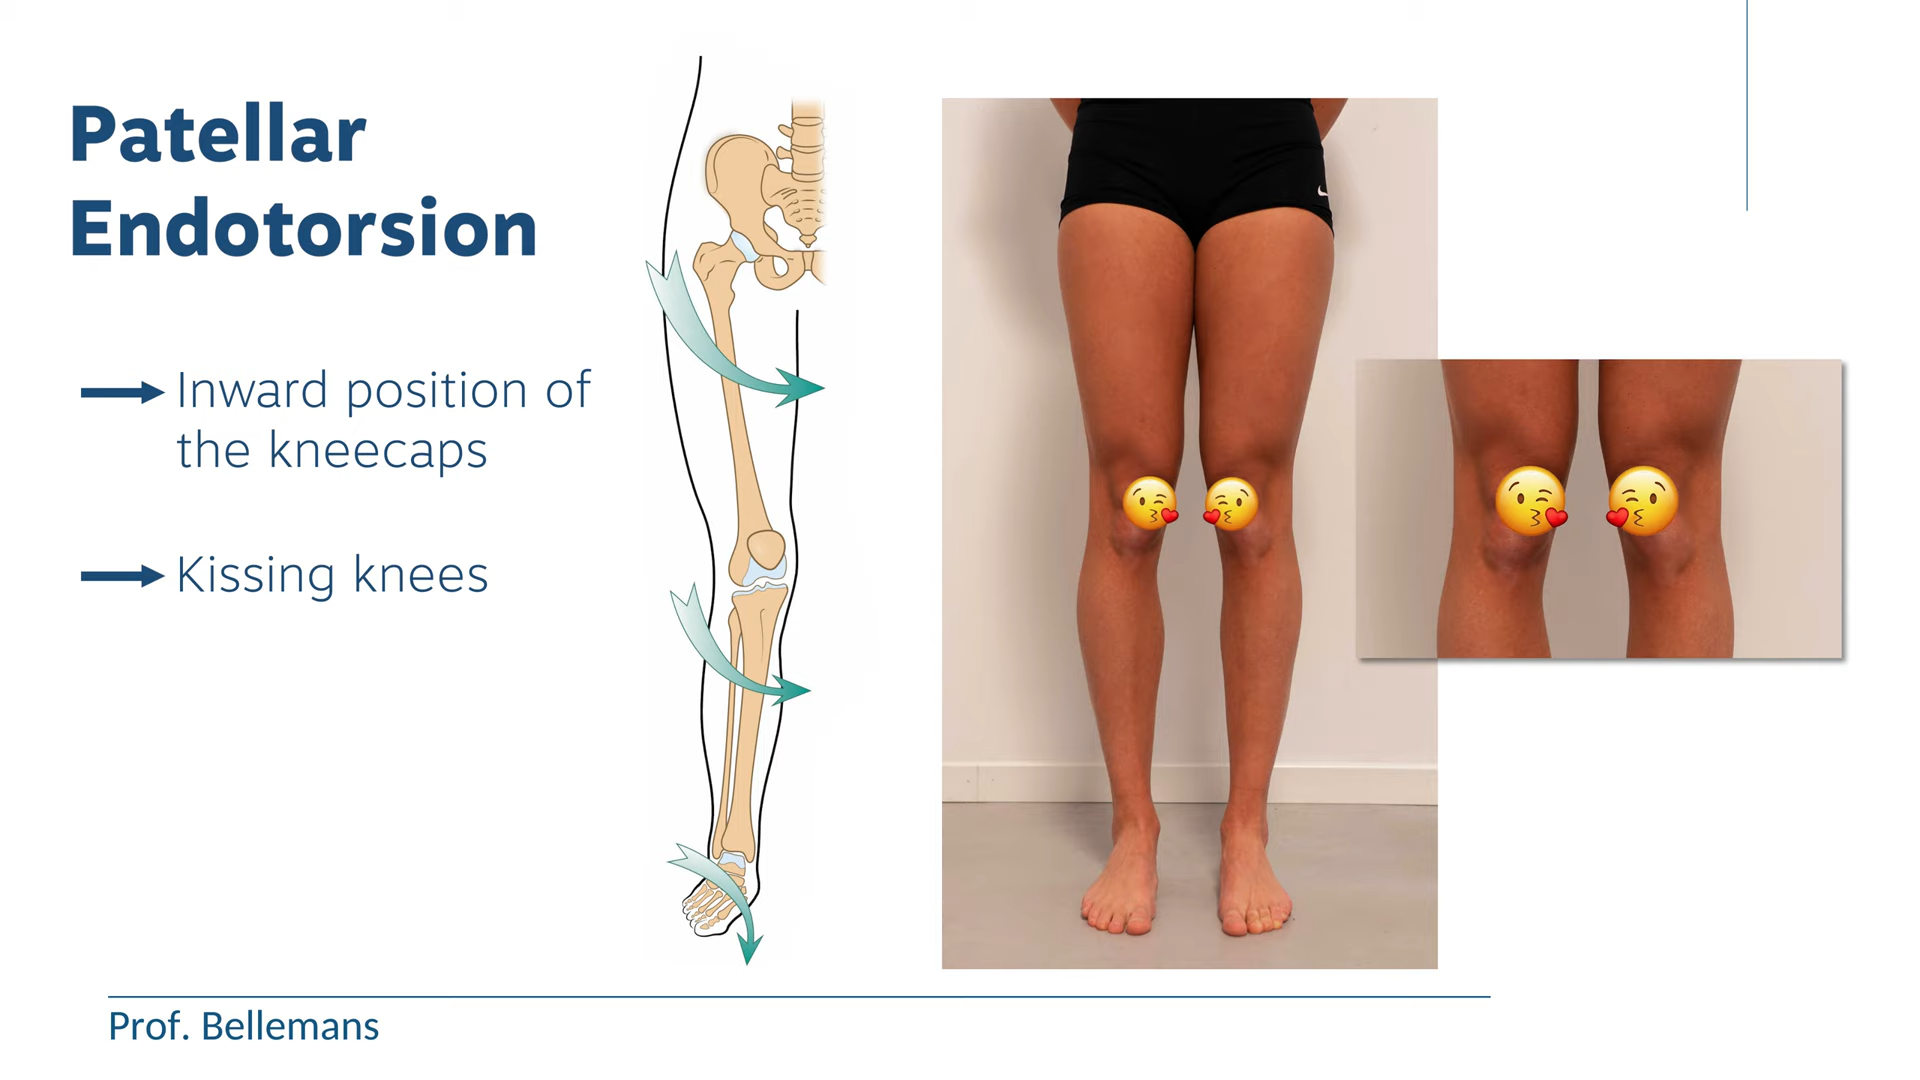 Patellar
Endotorsion
Inward position of
the kneecaps
Kissing knees
Prof. Bellemans